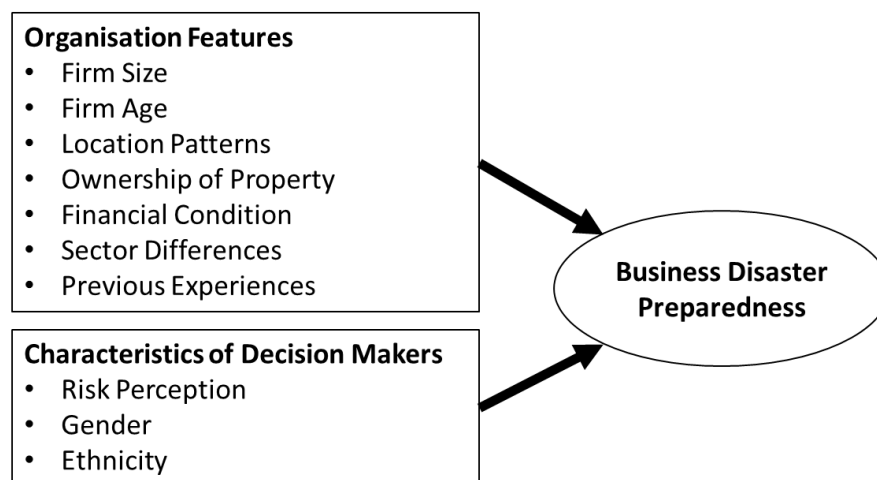 Organisation Features
• Firm Size
• Firm Age
• Location Patterns
• Ownership of Property
• Financial Condition
• Sector Differences
• Previous Experiences
Business Disaster
Preparedness
Characteristics of Decision Makers
• Risk Perception
• Gender
• Ethnicity